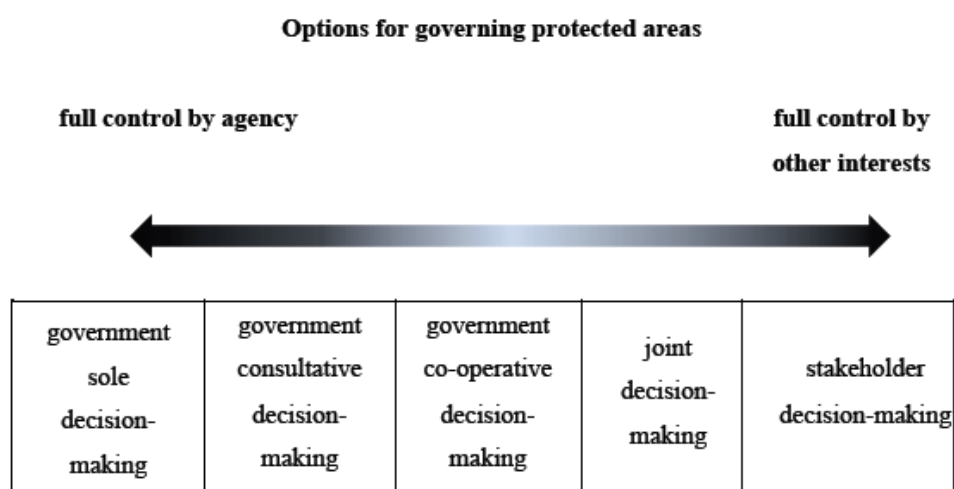 Options for governing protected areas
full control by agency
full control by
other interests
government
sole
decision-
making
government
consultative
decision-
making
government
co-operative
decision-
making
joint
decision-
making
stakeholder
decision-making